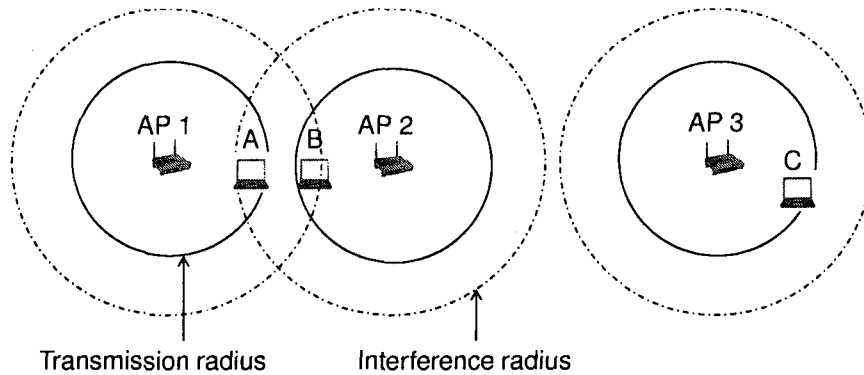 AP 1
A
B
AP 2
AP 3
C
Transmission radius
Interference radius